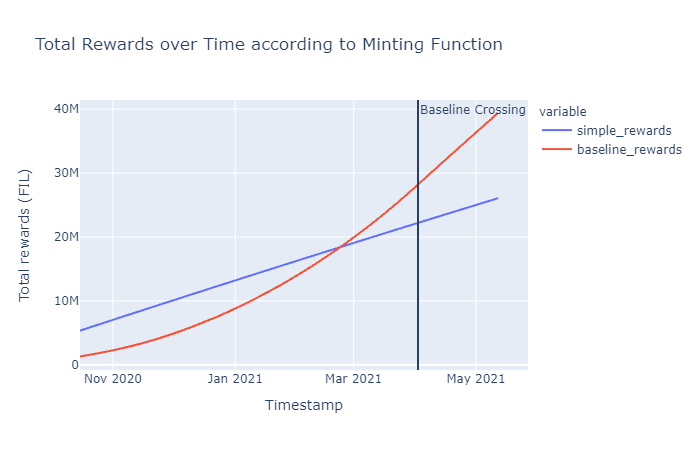 Total Rewards over Time according to Minting Function
Baseline Crossing
variable
simple_rewards
baseline_rewards
40M
30M
20M
10M
0
Total rewards (FIL)
Nov 2020
Jan 2021
Mar 2021
May 2021
Timestamp